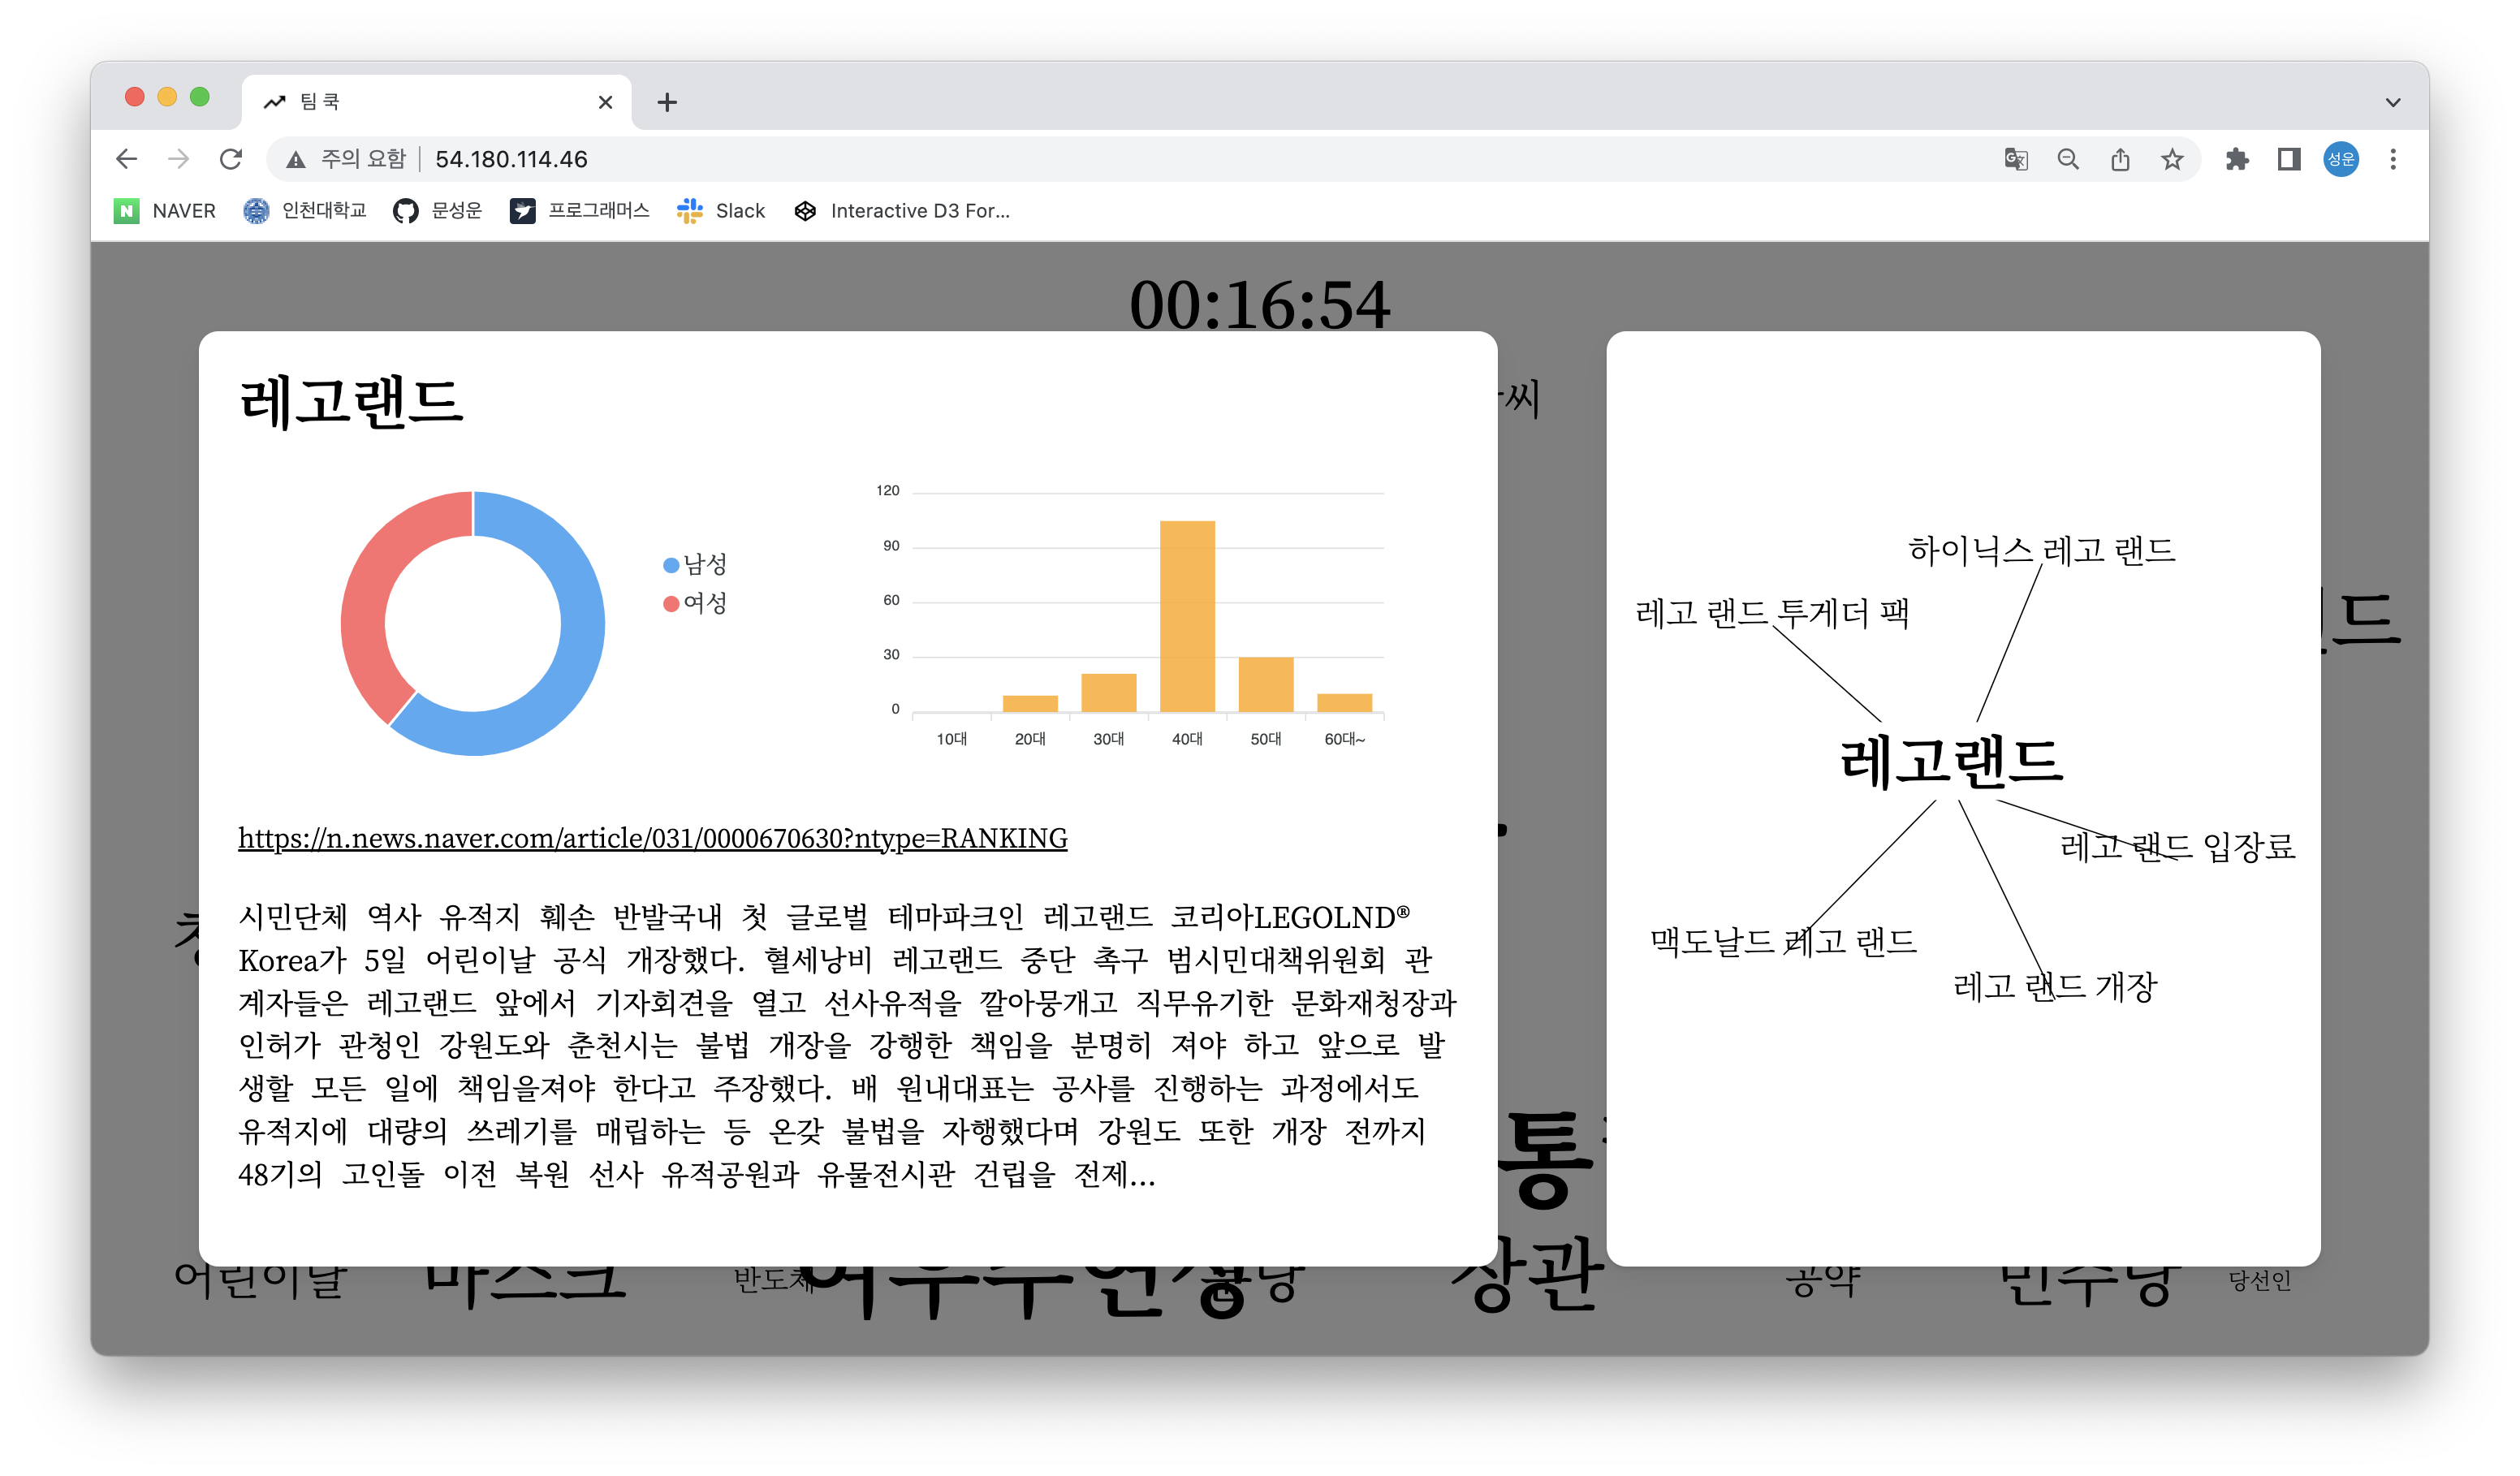 팀 쿡
주의 요함
54.180.114.46
성운
NAVER
인천대학교
문성운
프로그래머스
Slack
Interactive D3 For...
00:16:54
레고랜드
남성
여성
120
90
60
30
0
10대
20대
30대
40대
50대
60대~
https://n.news.naver.com/article/031/0000670630?ntype=RANKING
시민단체 역사 유적지 훼손 반발국내 첫 글로벌 테마파크인 레고랜드 코리아LEGOLND®
Korea가 5일 어린이날 공식 개장했다. 혈세낭비 레고랜드 중단 촉구 범시민대책위원회 관
계자들은 레고랜드 앞에서 기자회견을 열고 선사유적을 깔아뭉개고 직무유기한 문화재청장과
인허가 관청인 강원도와 춘천시는 불법 개장을 강행한 책임을 분명히 져야 하고 앞으로 발
생할 모든 일에 책임을져야 한다고 주장했다. 배 원내대표는 공사를 진행하는 과정에서도
유적지에 대량의 쓰레기를 매립하는 등 온갖 불법을 자행했다며 강원도 또한 개장 전까지
48기의 고인돌 이전 복원 선사 유적공원과 유물전시관 건립을 전제...
하이닉스 레고 랜드
레고 랜드 투게더 팩
레고랜드
레고 랜드 입장료
맥도날드 레고 랜드
레고 랜드 개장
씨
드
통
장관
어린이날
마스크
반도체
공약
민주당
당선인